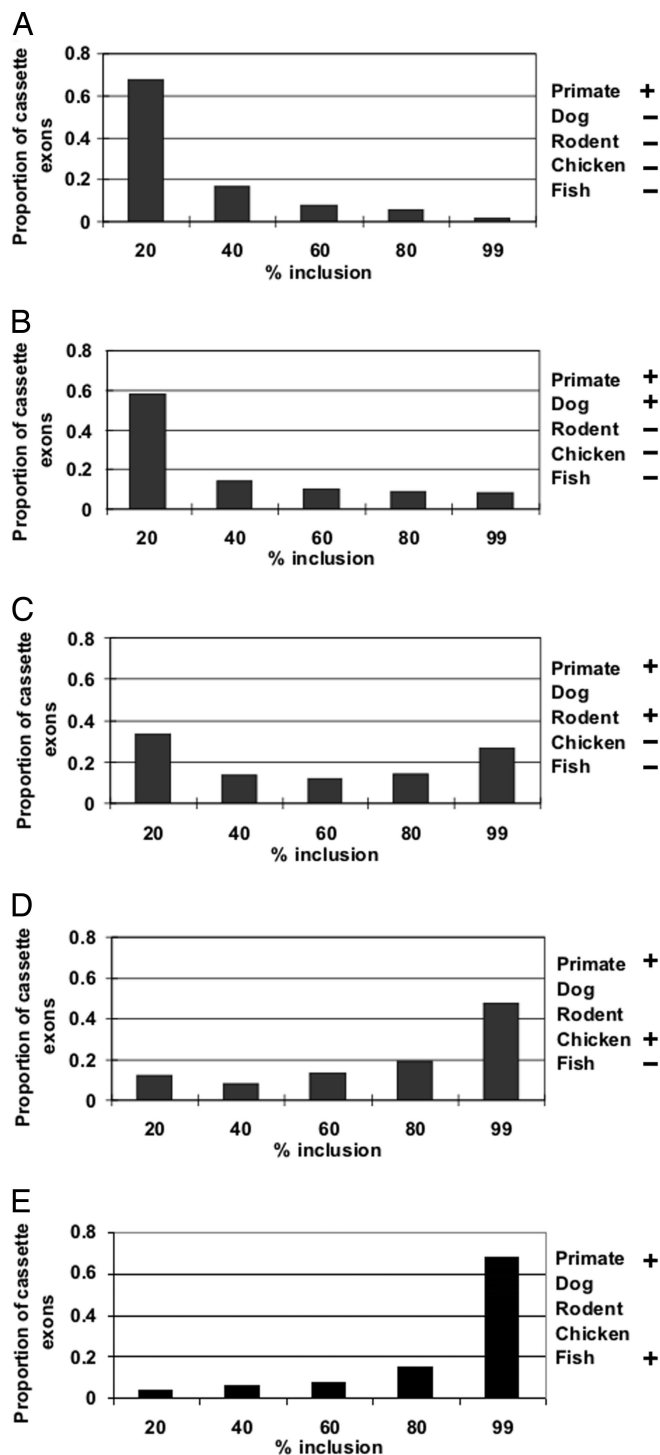 A
Proportion of cassette
exons
0.8
0.6
0.4
0.2
0
20 40 60 80 99
% inclusion
Primate +
Dog −
Rodent −
Chicken −
Fish −
B
Proportion of cassette
exons
0.8
0.6
0.4
0.2
0
20 40 60 80 99
% inclusion
Primate +
Dog +
Rodent −
Chicken −
Fish −
C
Proportion of cassette
exons
0.8
0.6
0.4
0.2
0
20 40 60 80 99
% inclusion
Primate +
Dog
Rodent +
Chicken −
Fish −
D
Proportion of cassette
exons
0.8
0.6
0.4
0.2
0
20 40 60 80 99
% inclusion
Primate +
Dog
Rodent
Chicken +
Fish −
E
Proportion of cassette
exons
0.8
0.6
0.4
0.2
0
20 40 60 80 99
% inclusion
Primate +
Dog
Rodent
Chicken
Fish +